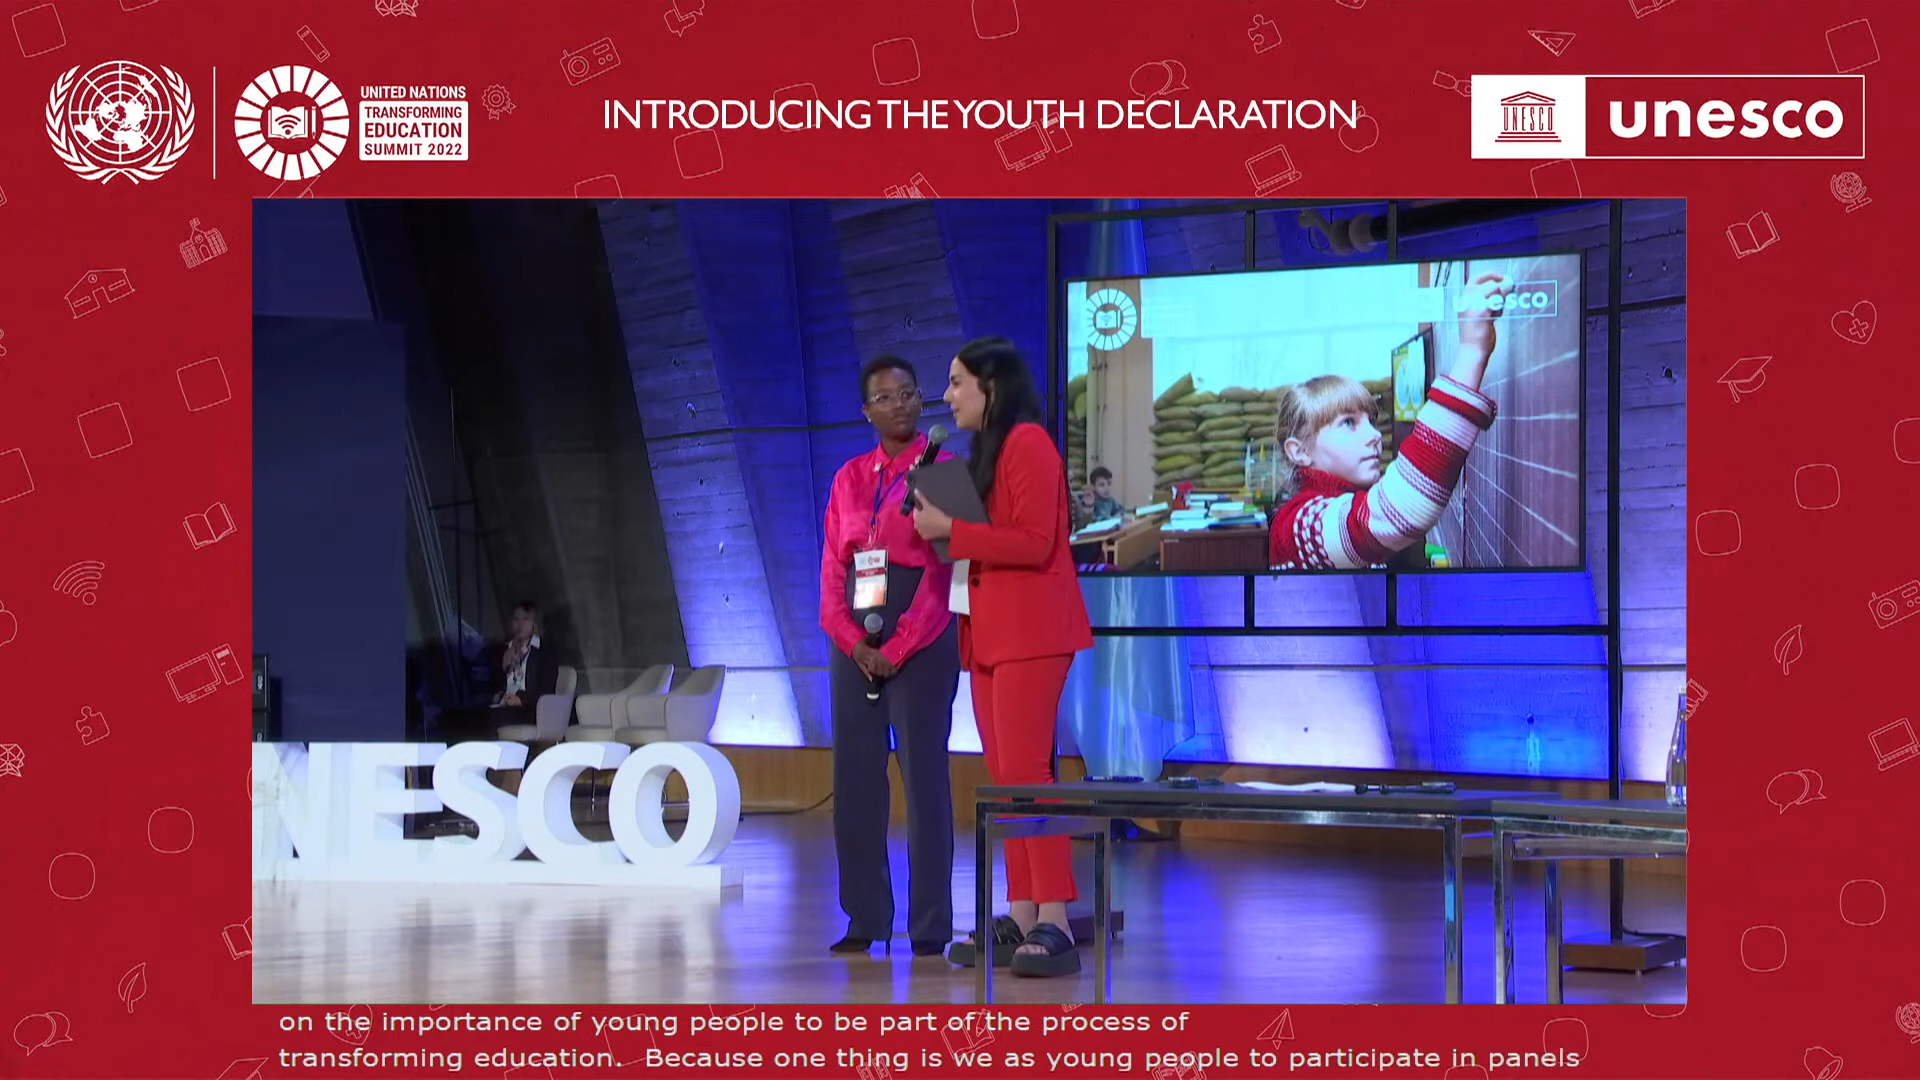 UNITED NATIONS
TRANSFORMING
EDUCATION
SUMMIT 2022
INTRODUCING THE YOUTH DECLARATION
UNESCO
unesco
unesco
NESCO
on the importance of young people to be part of the process of
transforming education. Because one thing is we as young people to participate in panels